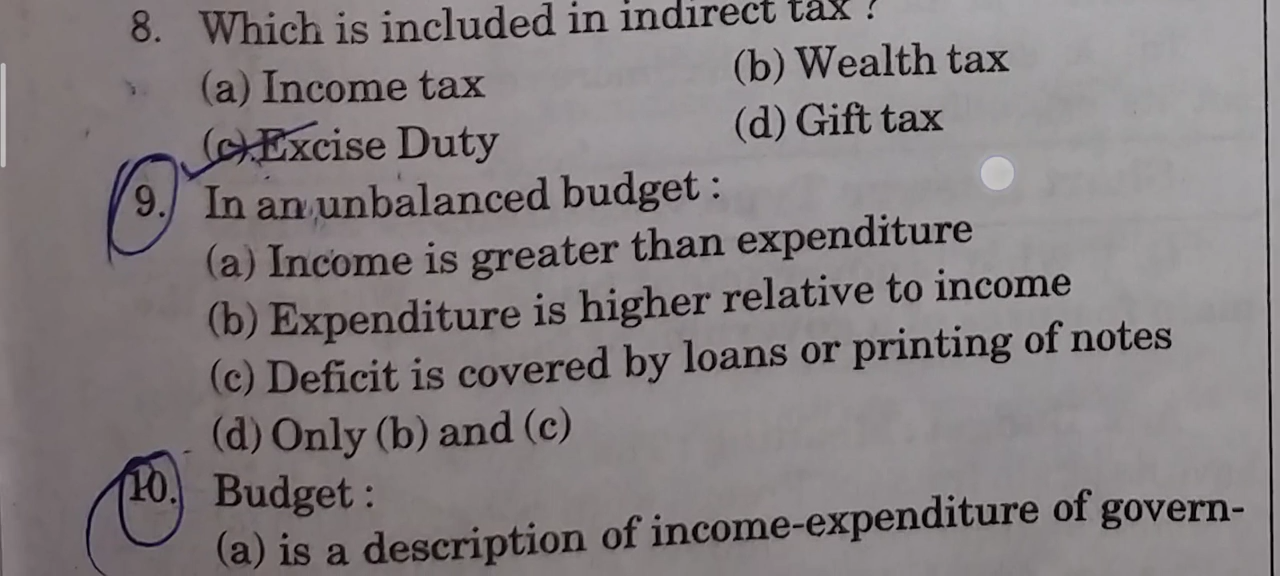 8. Which is included in indirect tax ?
(a) Income tax (b) Wealth tax
(c) Excise Duty (d) Gift tax
9. In an unbalanced budget :
(a) Income is greater than expenditure
(b) Expenditure is higher relative to income
(c) Deficit is covered by loans or printing of notes
(d) Only (b) and (c)
10. Budget :
(a) is a description of income-expenditure of govern-